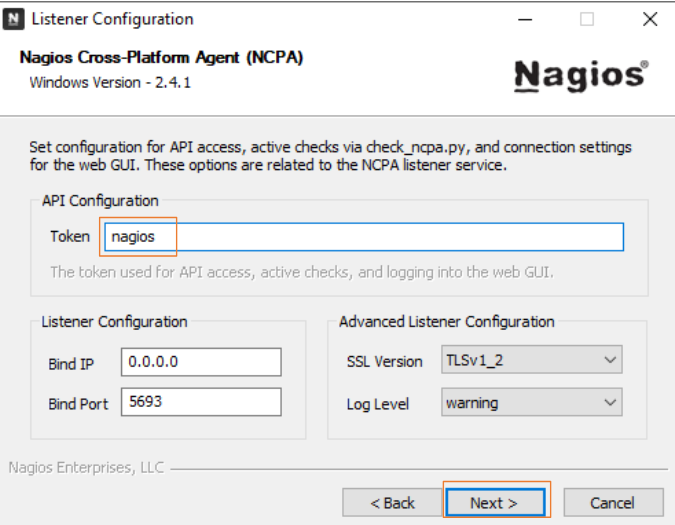 N Listener Configuration
Nagios Cross-Platform Agent (NCPA)
Windows Version - 2.4.1
Nagios®
Set configuration for API access, active checks via check_ncpa.py, and connection settings
for the web GUI. These options are related to the NCPA listener service.
API Configuration
Token nagios
The token used for API access, active checks, and logging into the web GUI.
Listener Configuration
Bind IP 0.0.0.0
Bind Port 5693
Advanced Listener Configuration
SSL Version TLSv1_2
Log Level warning
Nagios Enterprises, LLC
< Back Next > Cancel